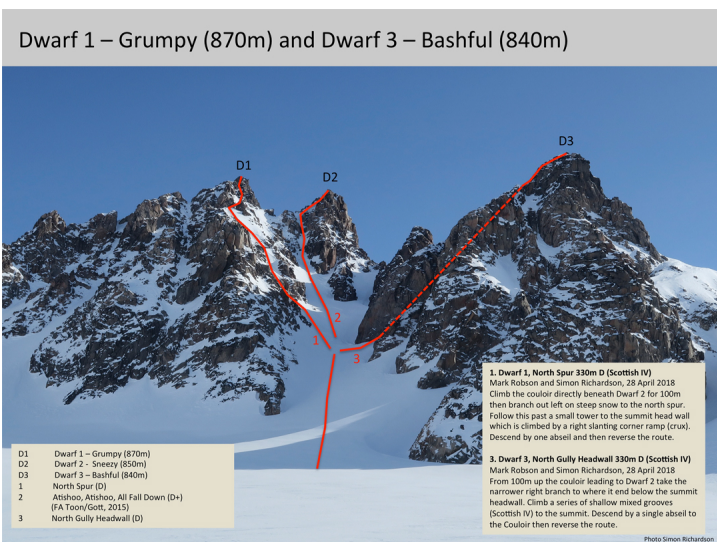 Dwarf 1 – Grumpy (870m) and Dwarf 3 – Bashful (840m)
D3
D1
D2
2
1
3
1. Dwarf 1, North Spur 330m D (Scottish IV)
Mark Robson and Simon Richardson, 28 April 2018
Climb the couloir directly beneath Dwarf 2 for 100m
then branch out left on steep snow to the north spur.
Follow this past a small tower to the summit head wall
which is climbed by a right slanting corner ramp (crux).
Descend by one abseil and then reverse the route.
3. Dwarf 3, North Gully Headwall 330m D (Scottish IV)
Mark Robson and Simon Richardson, 28 April 2018
From 100m up the couloir leading to Dwarf 2 take the
narrower right branch to where it end below the summit
headwall. Climb a series of shallow mixed grooves
(Scottish IV) to the summit. Descend by a single abseil to
the Couloir then reverse the route.
D1 Dwarf 1 – Grumpy (870m)
D2 Dwarf 2 - Sneezy (850m)
D3 Dwarf 3 – Bashful (840m)
1 North Spur (D)
2 Atishoo, Atishoo, All Fall Down (D+)
(FA Toon/Gott, 2015)
3 North Gully Headwall (D)
Photo Simon Richardson